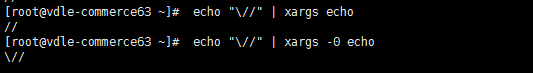 [root@vdle-commerce63 ~]#  echo "\//" | xargs echo
//
[root@vdle-commerce63 ~]#  echo "\//" | xargs -0 echo
\//